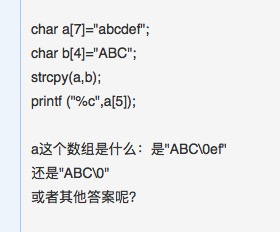 char a[7]="abcdef";
char b[4]="ABC";
strcpy(a,b);
printf ("%c",a[5]);
a这个数组是什么：是"ABC\0ef"
还是"ABC\0"
或者其他答案呢?